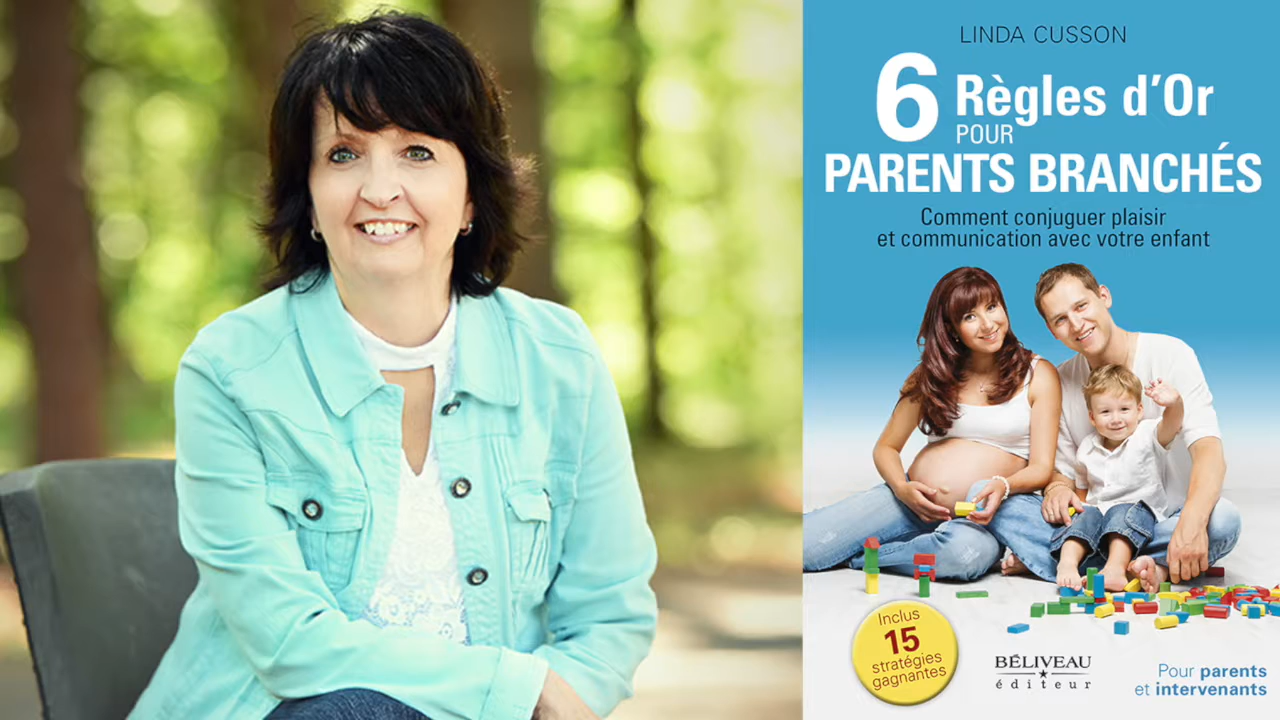 LINDA CUSSON
6 Règles d'Or
POUR
PARENTS BRANCHÉS
Comment conjuguer plaisir
et communication avec votre enfant
Inclus
15
stratégies
gagnantes
BÉLIVEAU
éditeur
Pour parents
et intervenants